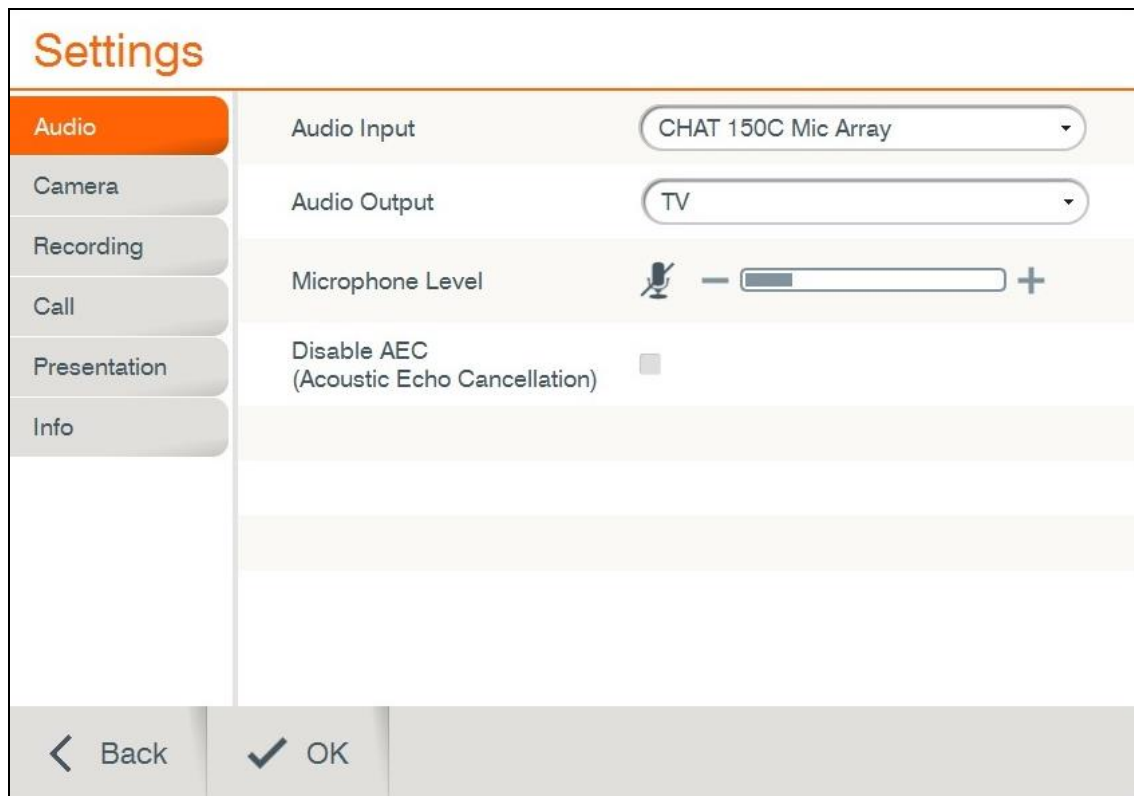 Settings
Audio
Camera
Recording
Call
Presentation
Info
Audio Input
CHAT 150C Mic Array
Audio Output
TV
Microphone Level
Disable AEC
(Acoustic Echo Cancellation)
Back
OK